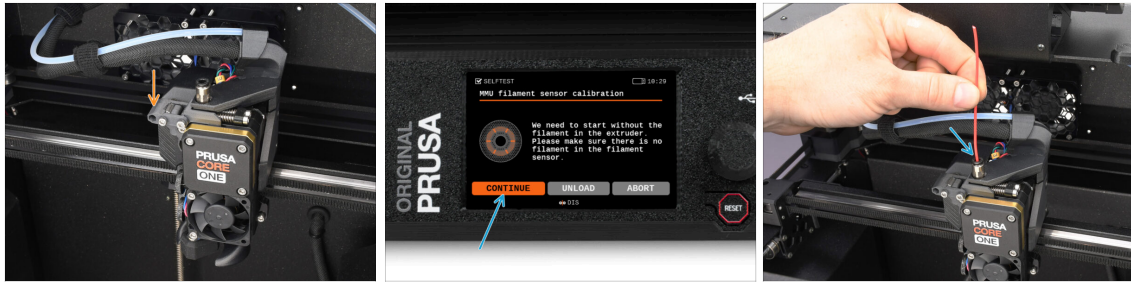 PRUSA
CORE
ONE
ORIGINAL
PRUSA
SELFTEST
10:29
MMU filament sensor calibration
We need to start without the
filament in the extruder.
Please make sure there is no
filament in the filament
sensor.
CONTINUE
UNLOAD
ABORT
DIS
RESET
PRUSA
CORE
ONE